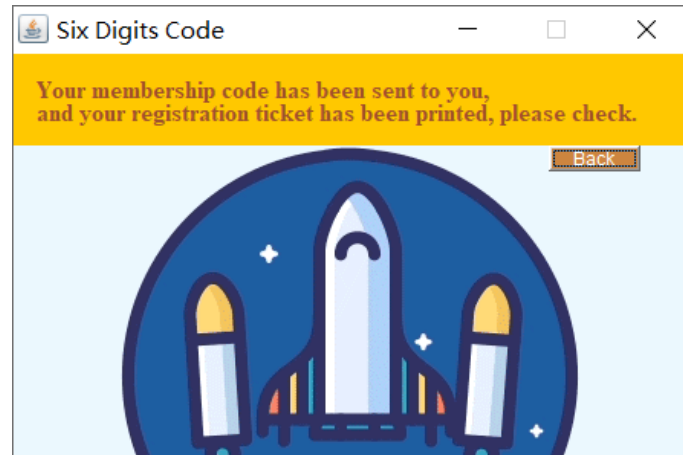 Six Digits Code
Your membership code has been sent to you,
and your registration ticket has been printed, please check.
Back